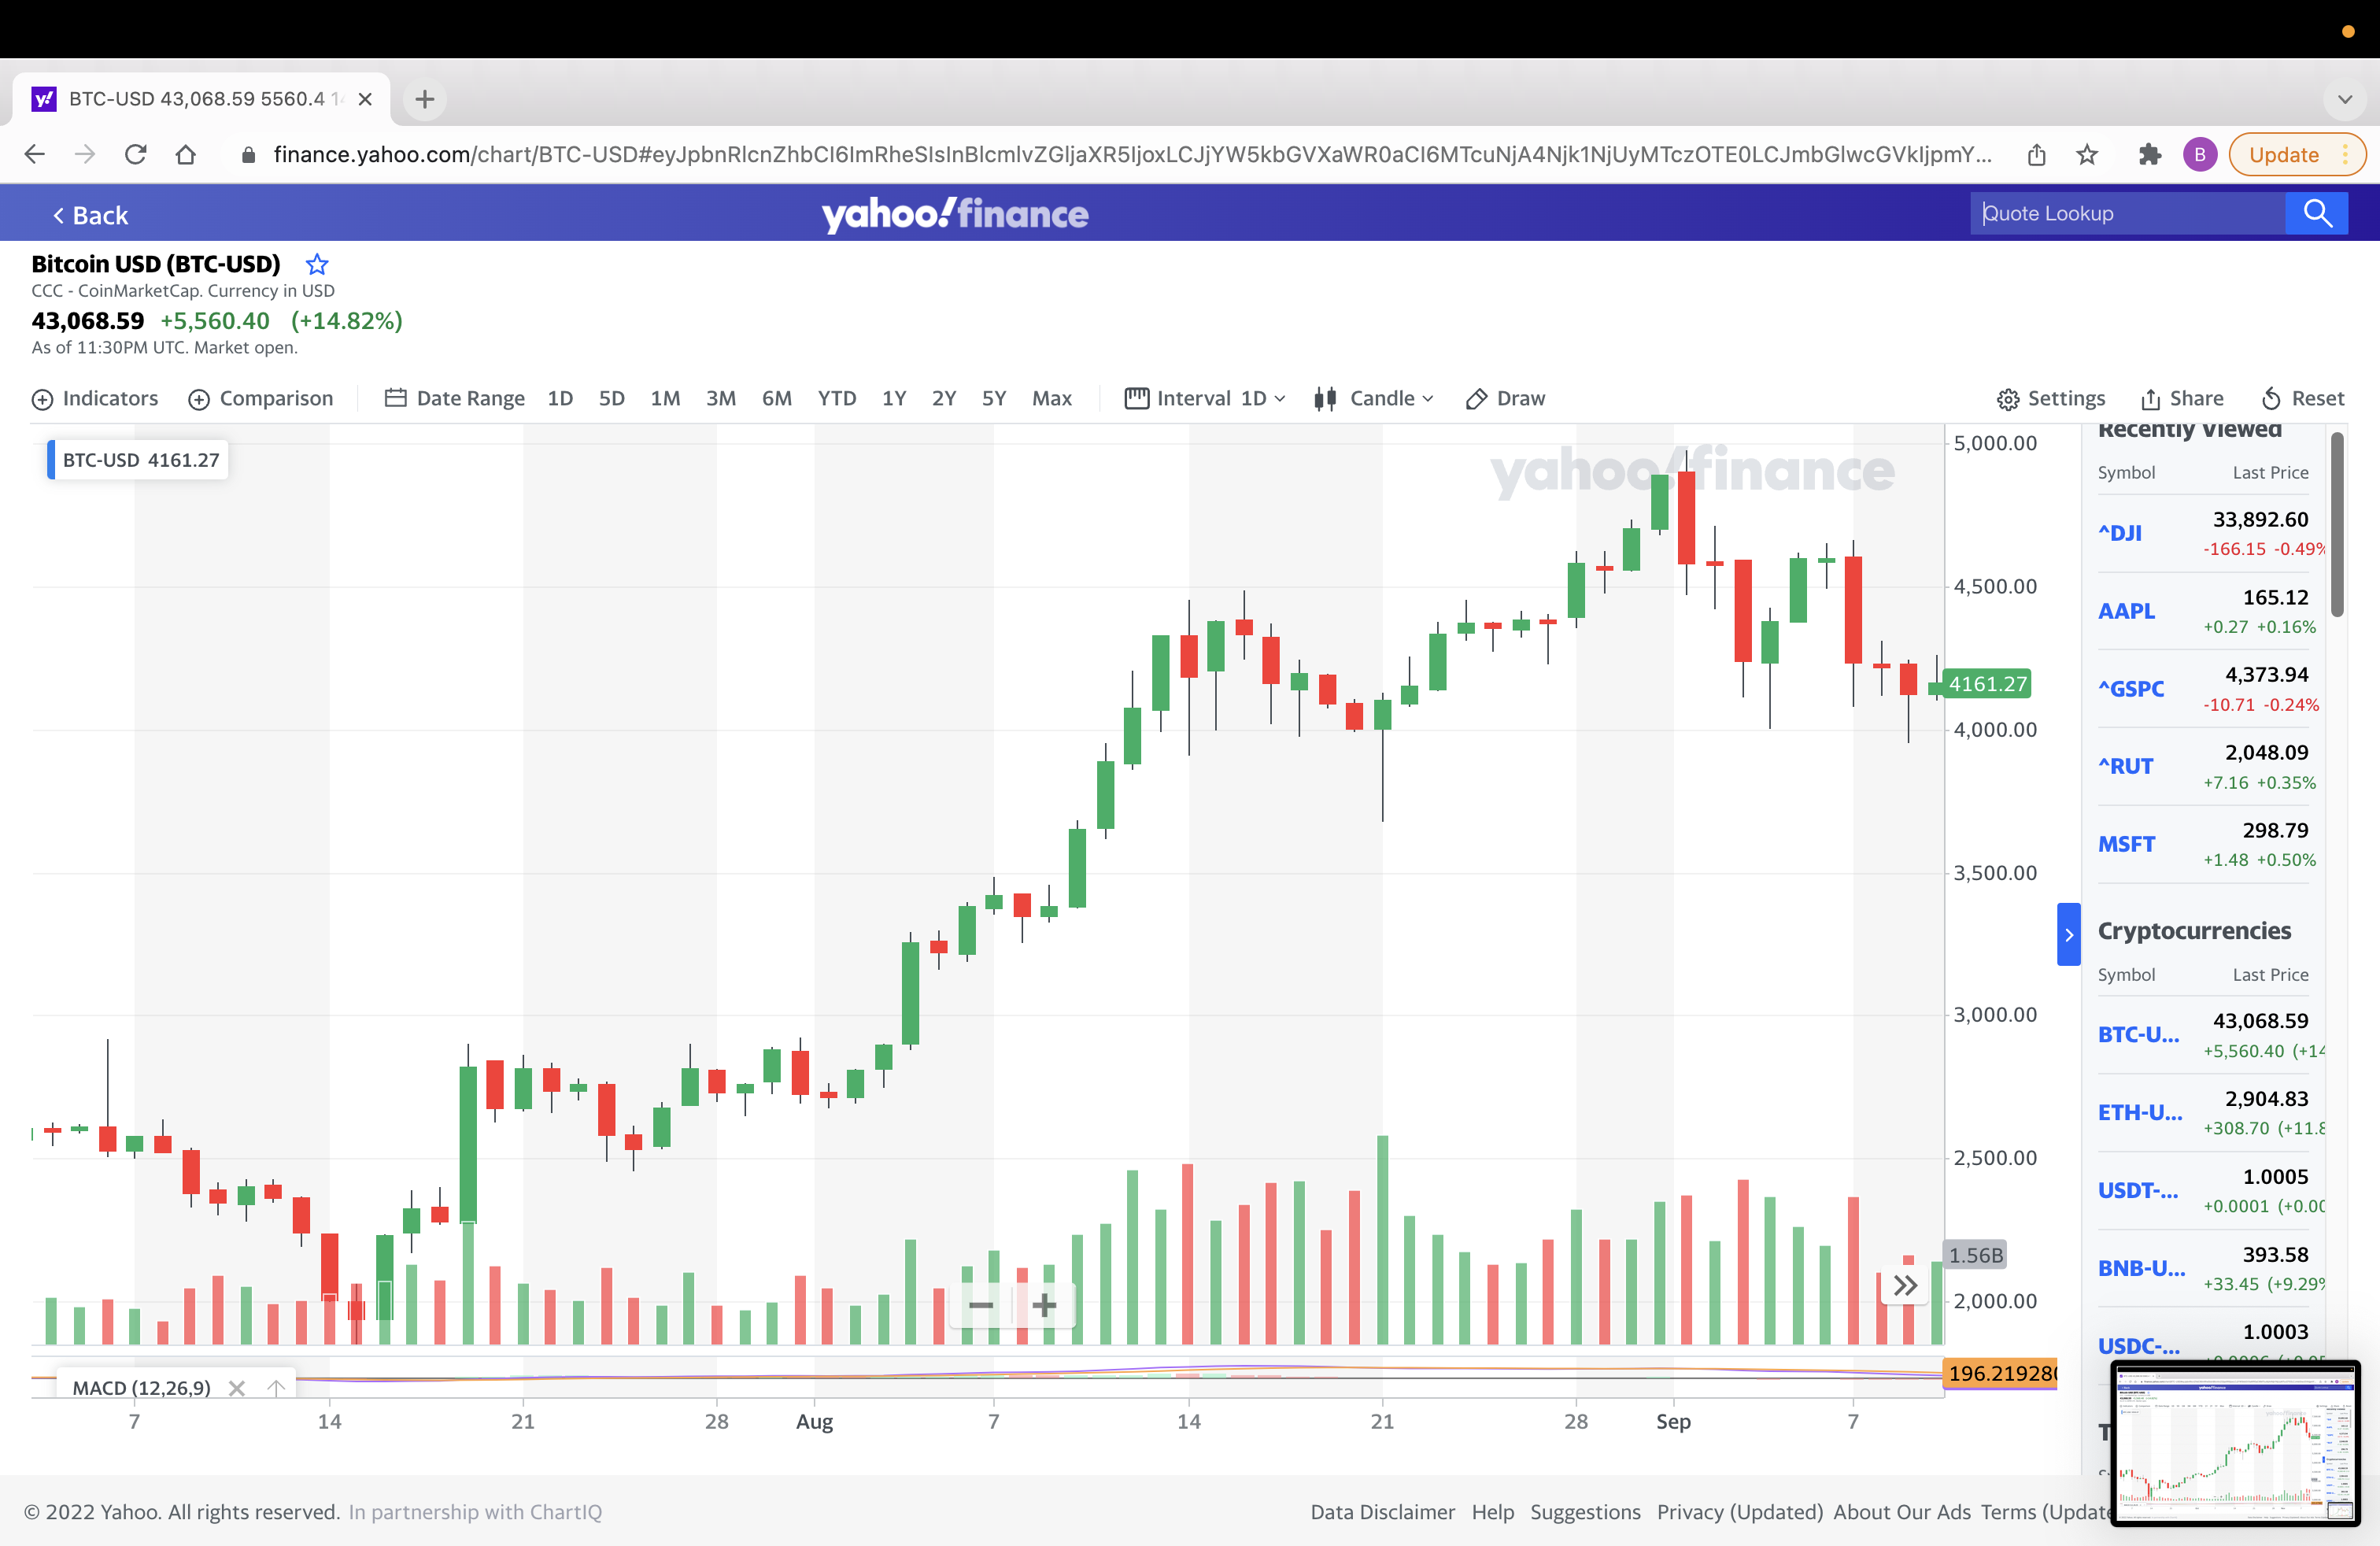 BTC-USD 43,068.59 5560.4
finance.yahoo.com/chart/BTC-USD#eyJpbnRlcnZhbCI6ImRheSIsInBlcmlvZGljaXR5IjoxLCJjYW5kbGVXaWR0aCI6MTcuNjA4Njk1NjUyMTczOTE0LCJmbGlwcGVkIjpmY...
B
Update
Back
yahoo!finance
Quote Lookup
Bitcoin USD (BTC-USD)
CCC - CoinMarketCap. Currency in USD
43,068.59 +5,560.40 (+14.82%)
As of 11:30PM UTC. Market open.
Indicators Comparison Date Range 1D 5D 1M 3M 6M YTD 1Y 2Y 5Y Max Interval 1D Candle Draw Settings Share Reset
BTC-USD 4161.27
yahoo!finance
5,000.00
4,500.00
4161.27
4,000.00
3,500.00
3,000.00
2,500.00
1.56B
2,000.00
MACD (12,26,9)
196.219280
7 14 21 28 Aug 7 14 21 28 Sep 7
Recently Viewed
Symbol Last Price
^DJI 33,892.60
-166.15 -0.49%
AAPL 165.12
+0.27 +0.16%
^GSPC 4,373.94
-10.71 -0.24%
^RUT 2,048.09
+7.16 +0.35%
MSFT 298.79
+1.48 +0.50%
Cryptocurrencies
Symbol Last Price
BTC-U... 43,068.59
+5,560.40 (+14
ETH-U... 2,904.83
+308.70 (+11.8
USDT-... 1.0005
+0.0001 (+0.00
BNB-U... 393.58
+33.45 (+9.29%
USDC-... 1.0003
© 2022 Yahoo. All rights reserved. In partnership with ChartIQ
Data Disclaimer Help Suggestions Privacy (Updated) About Our Ads Terms (Update